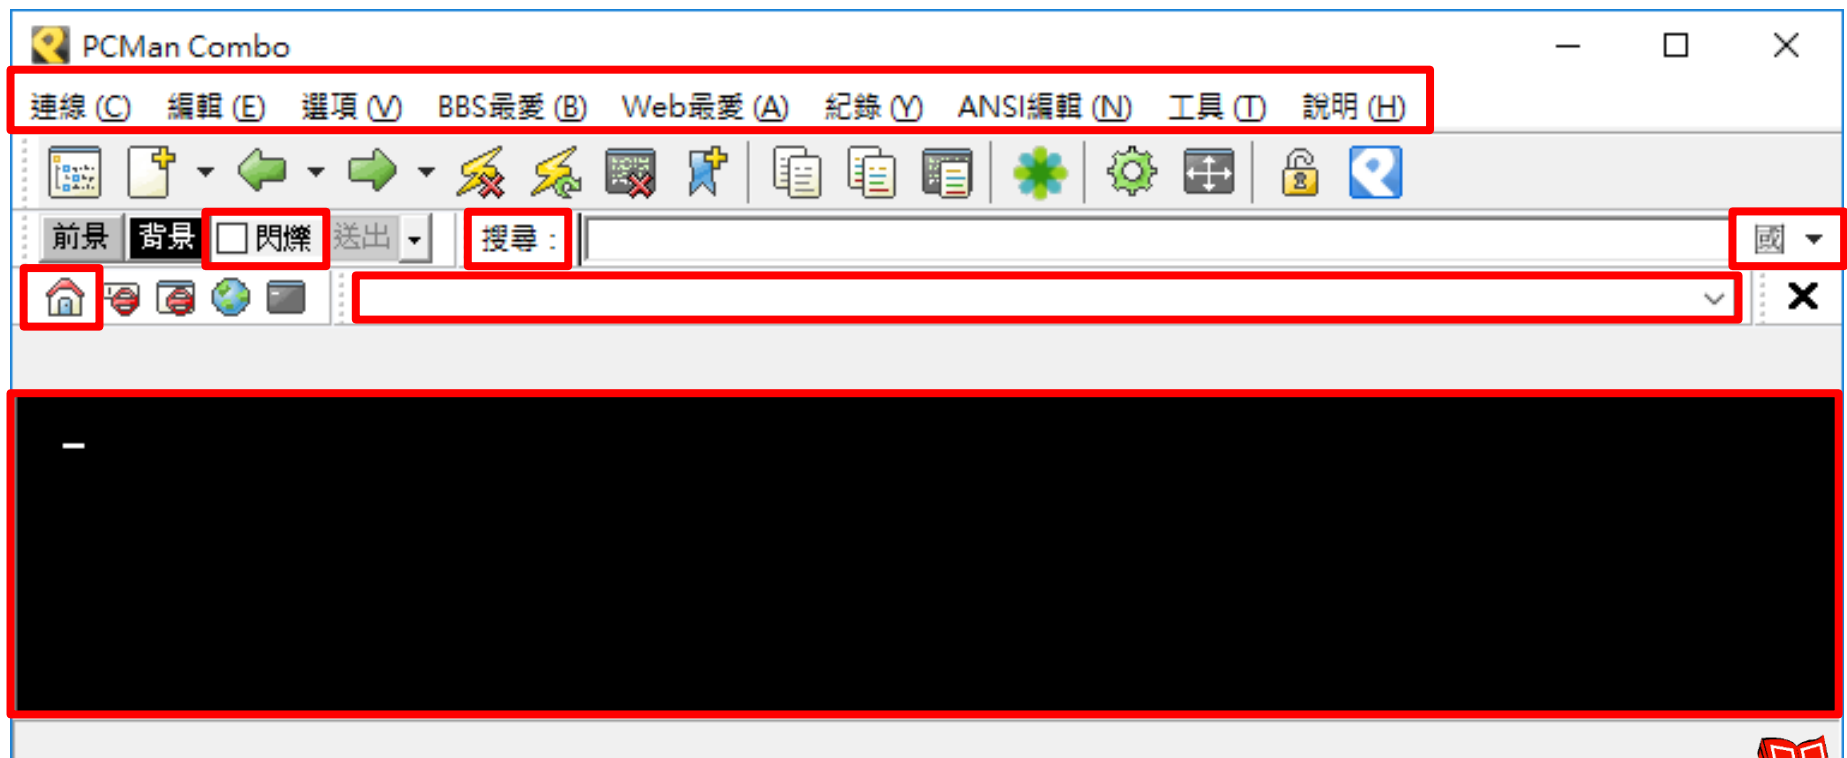 PCMan Combo
連線 (C) 編輯 (E) 選項 (V) BBS最愛 (B) Web最愛 (A) 紀錄 (Y) ANSI編輯 (N) 工具 (T) 說明 (H)
前景 背景 閃爍 送出 搜尋： 國